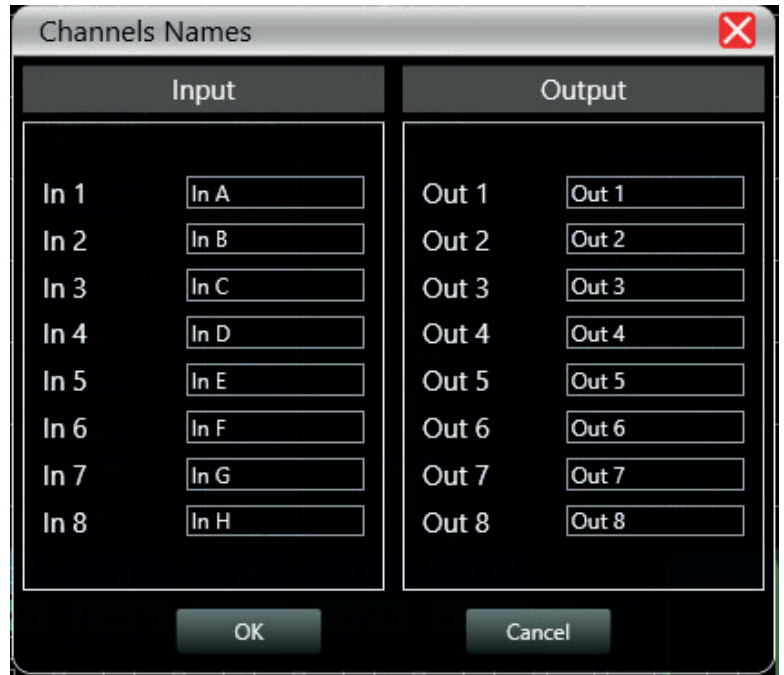 Channels Names
Input Output
In 1 In A Out 1 Out 1
In 2 In B Out 2 Out 2
In 3 In C Out 3 Out 3
In 4 In D Out 4 Out 4
In 5 In E Out 5 Out 5
In 6 In F Out 6 Out 6
In 7 In G Out 7 Out 7
In 8 In H Out 8 Out 8
OK Cancel